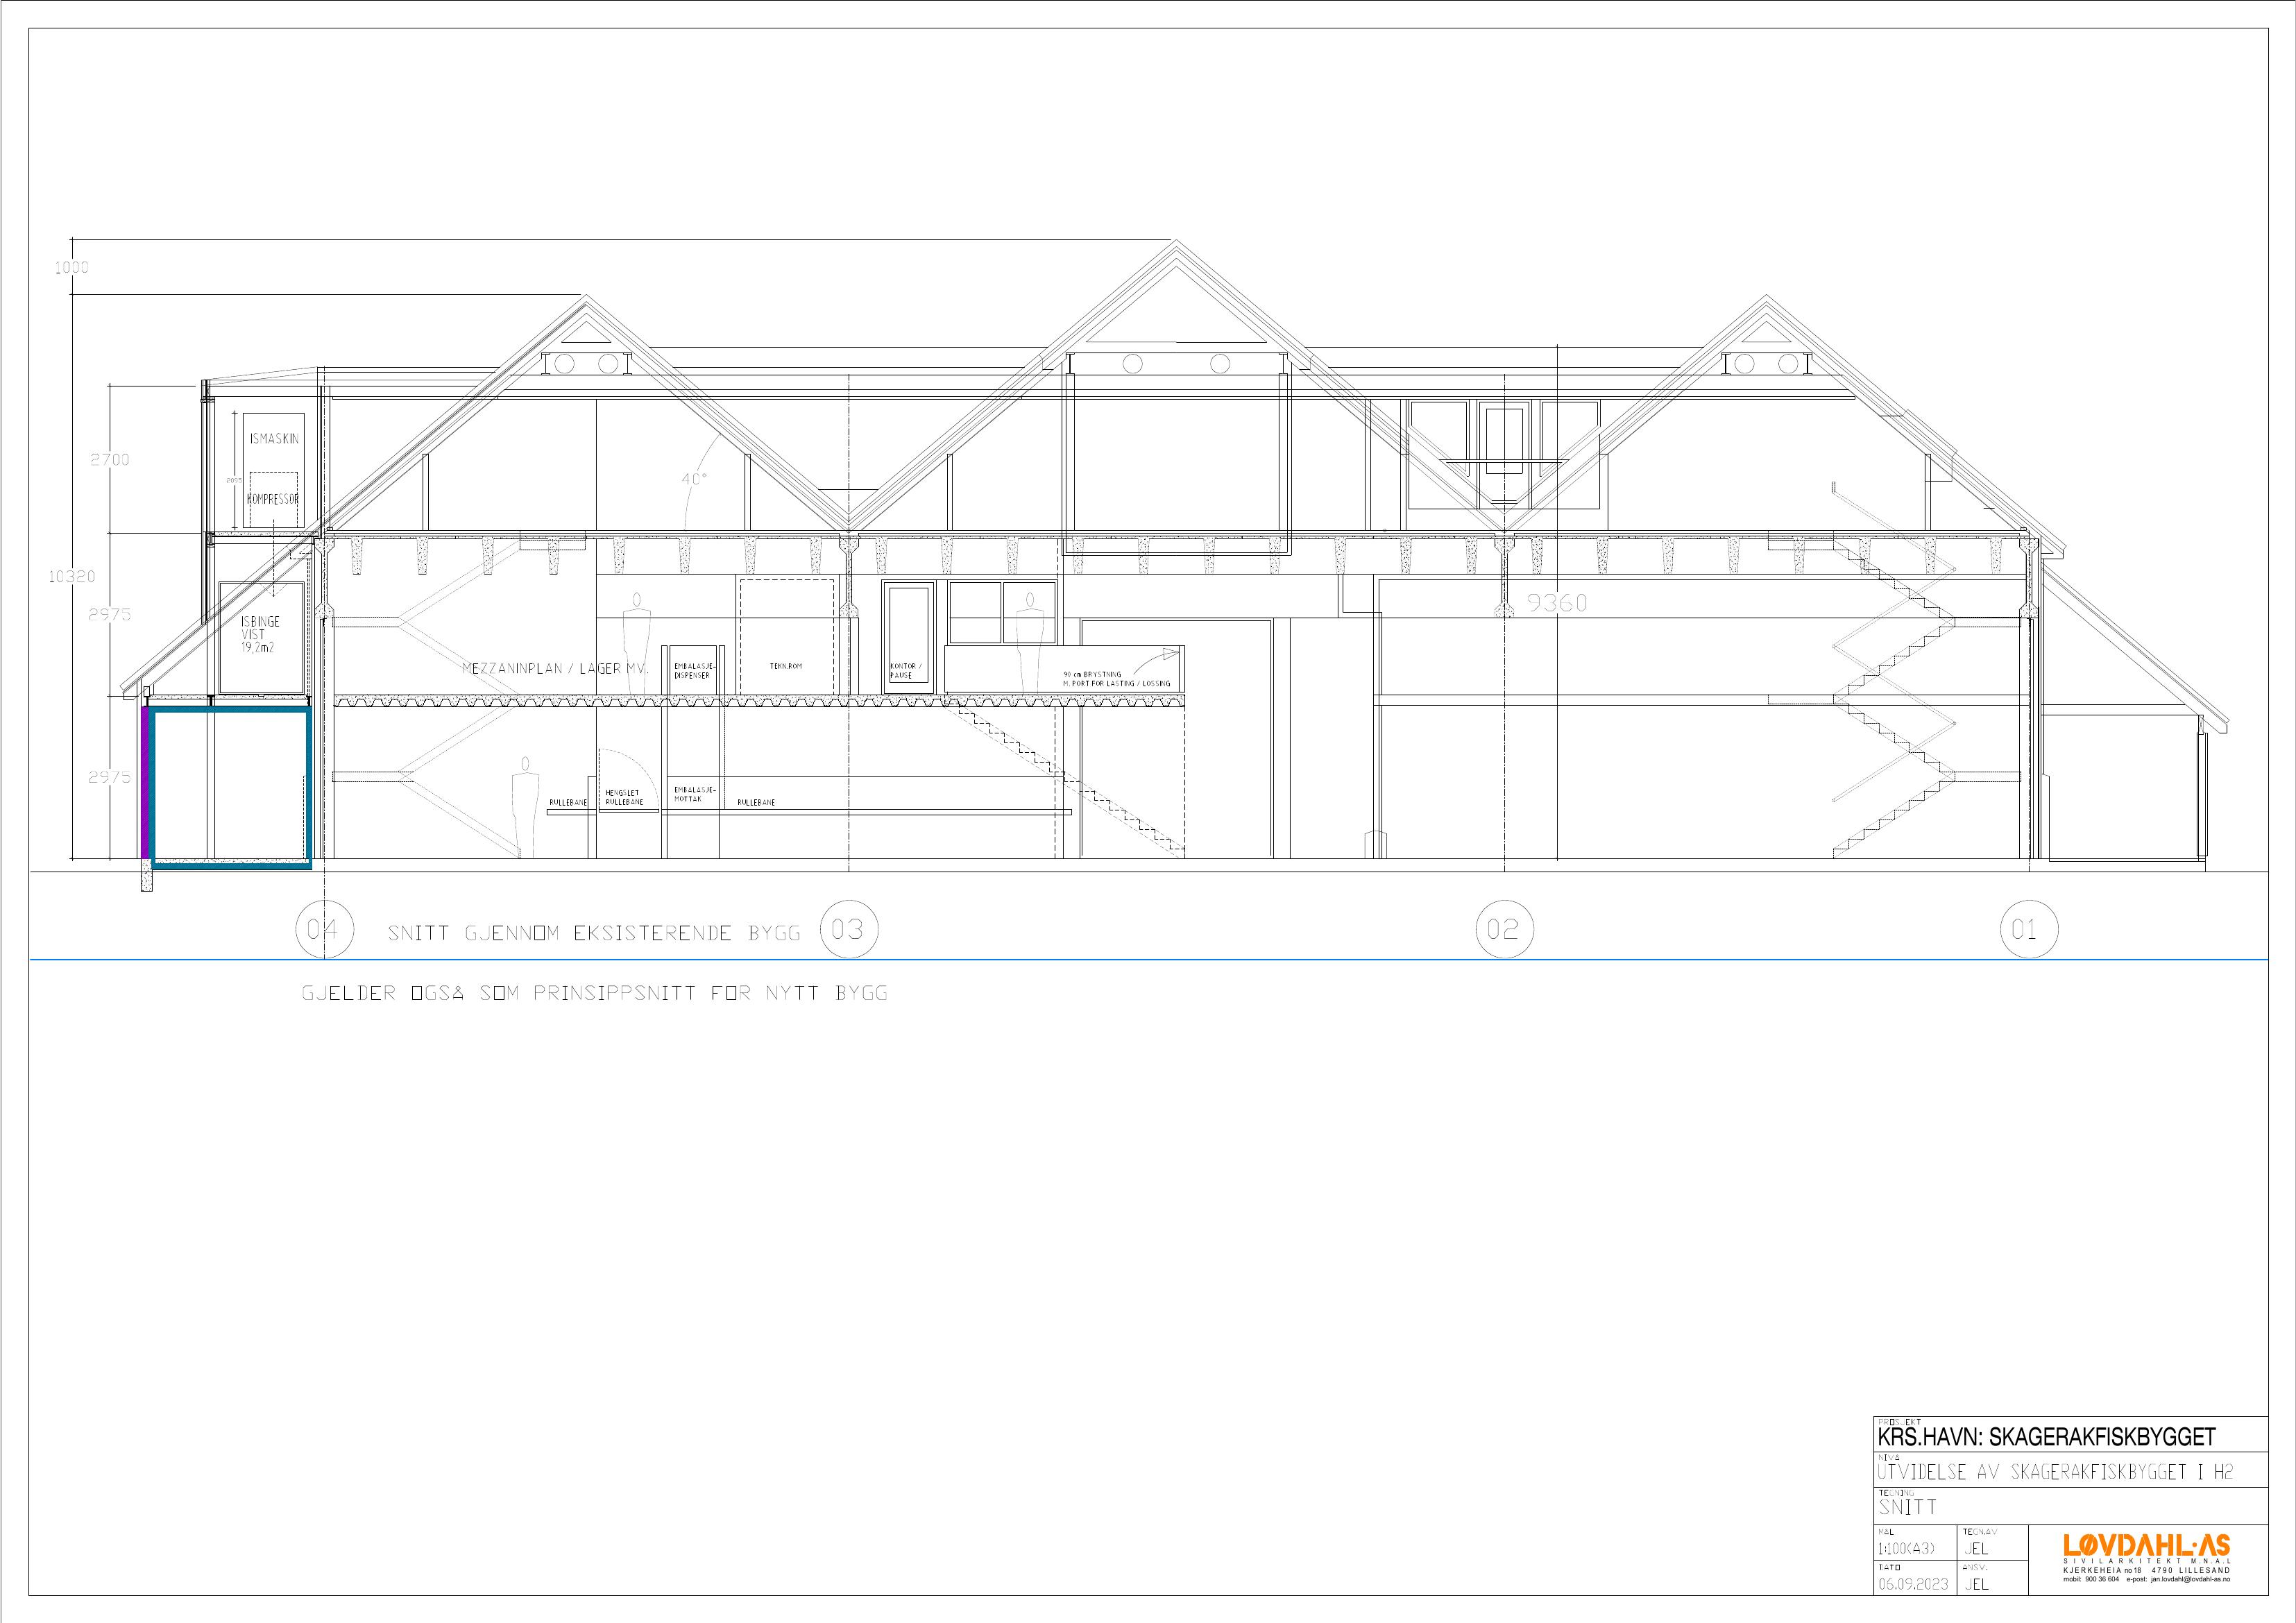 1000
10320
2700
2975
2975
ISMASKIN
2055
KOMPRESSOR
40°
ISBINGE
VIST
19,2m2
MEZZANINPLAN / LAGER MV.
EMBALASJE-
DISPENSER.
TEKN.ROM
KONTOR /
PAUSE
90 cm BRYSTNING
M. PORT FOR LASTING / LOSSING
9360
RULLEBANE
HENGSLET
RULLEBANE
EMBALASJE-
MOTTAK
RULLEBANE
04
SNITT GJENNOM EKSISTERENDE BYGG
03
02
01
GJELDER OGSÅ SOM PRINSIPPSNITT FOR NYTT BYGG
PROSJEKT
KRS.HAVN: SKAGERAKFISKBYGGET
NIVÅ
UTVIDELSE AV SKAGERAKFISKBYGGET I H2
TEGNING
SNITT
MÅL
1:100(A3)
TEGN.AV
JEL
DATO
06.09.2023
ANSV.
JEL
LØVDAHL·AS
SIVILARKITEKT M.N.A.L
KJERKEHEIA no 18 4790 LILLESAND
mobil: 900 36 604 e-post: jan.lovdahl@lovdahl-as.no